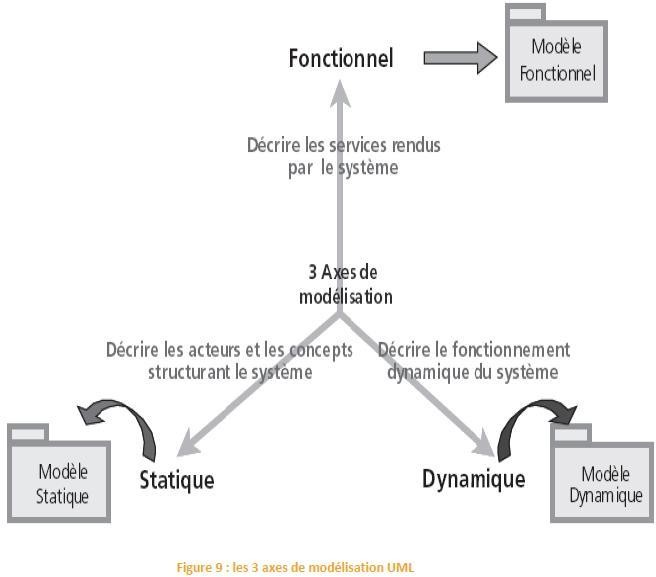 Fonctionnel
Modèle
Fonctionnel
Décrire les services rendus
par le système
3 Axes de
modélisation
Décrire les acteurs et les concepts
structurant le système
Décrire le fonctionnement
dynamique du système
Modèle
Statique
Statique
Dynamique
Modèle
Dynamique
Figure 9 : les 3 axes de modélisation UML